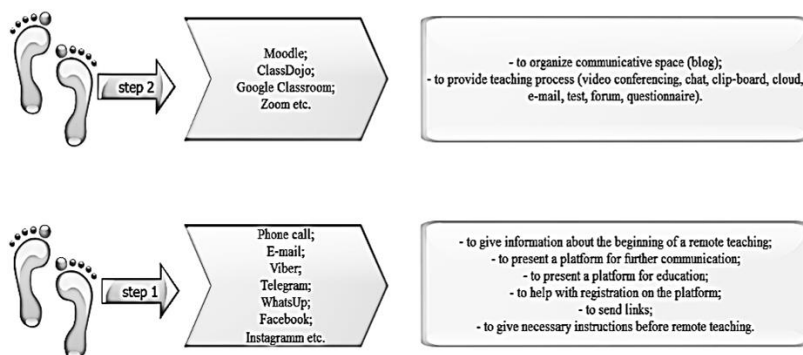 step 2
Moodle;
ClassDojo;
Google Classroom;
Zoom etc.
- to organize communicative space (blog);
- to provide teaching process (video conferencing, chat, clip-board, cloud,
e-mail, test, forum, questionnaire).
step 1
Phone call;
E-mail;
Viber;
Telegram;
WhatsUp;
Facebook;
Instagramm etc.
- to give information about the beginning of a remote teaching;
- to present a platform for further communication;
- to present a platform for education;
- to help with registration on the platform;
- to send links;
- to give necessary instructions before remote teaching.